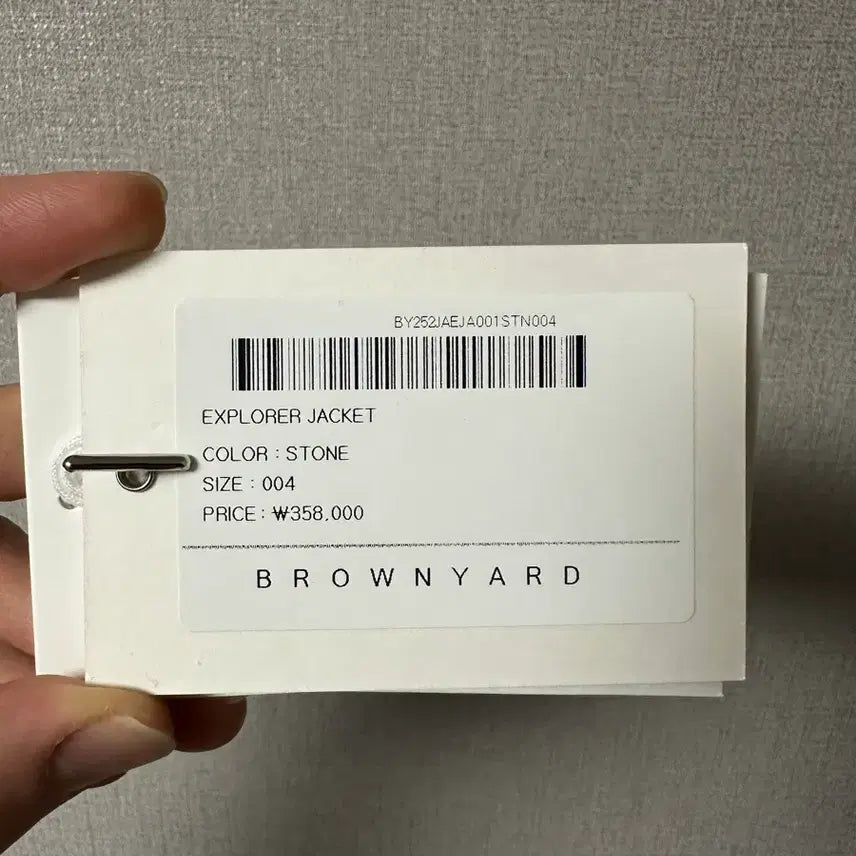 BY252JAEJA001STN004
EXPLORER JACKET
COLOR : STONE
SIZE : 004
PRICE : ₩358,000
BROWNYARD